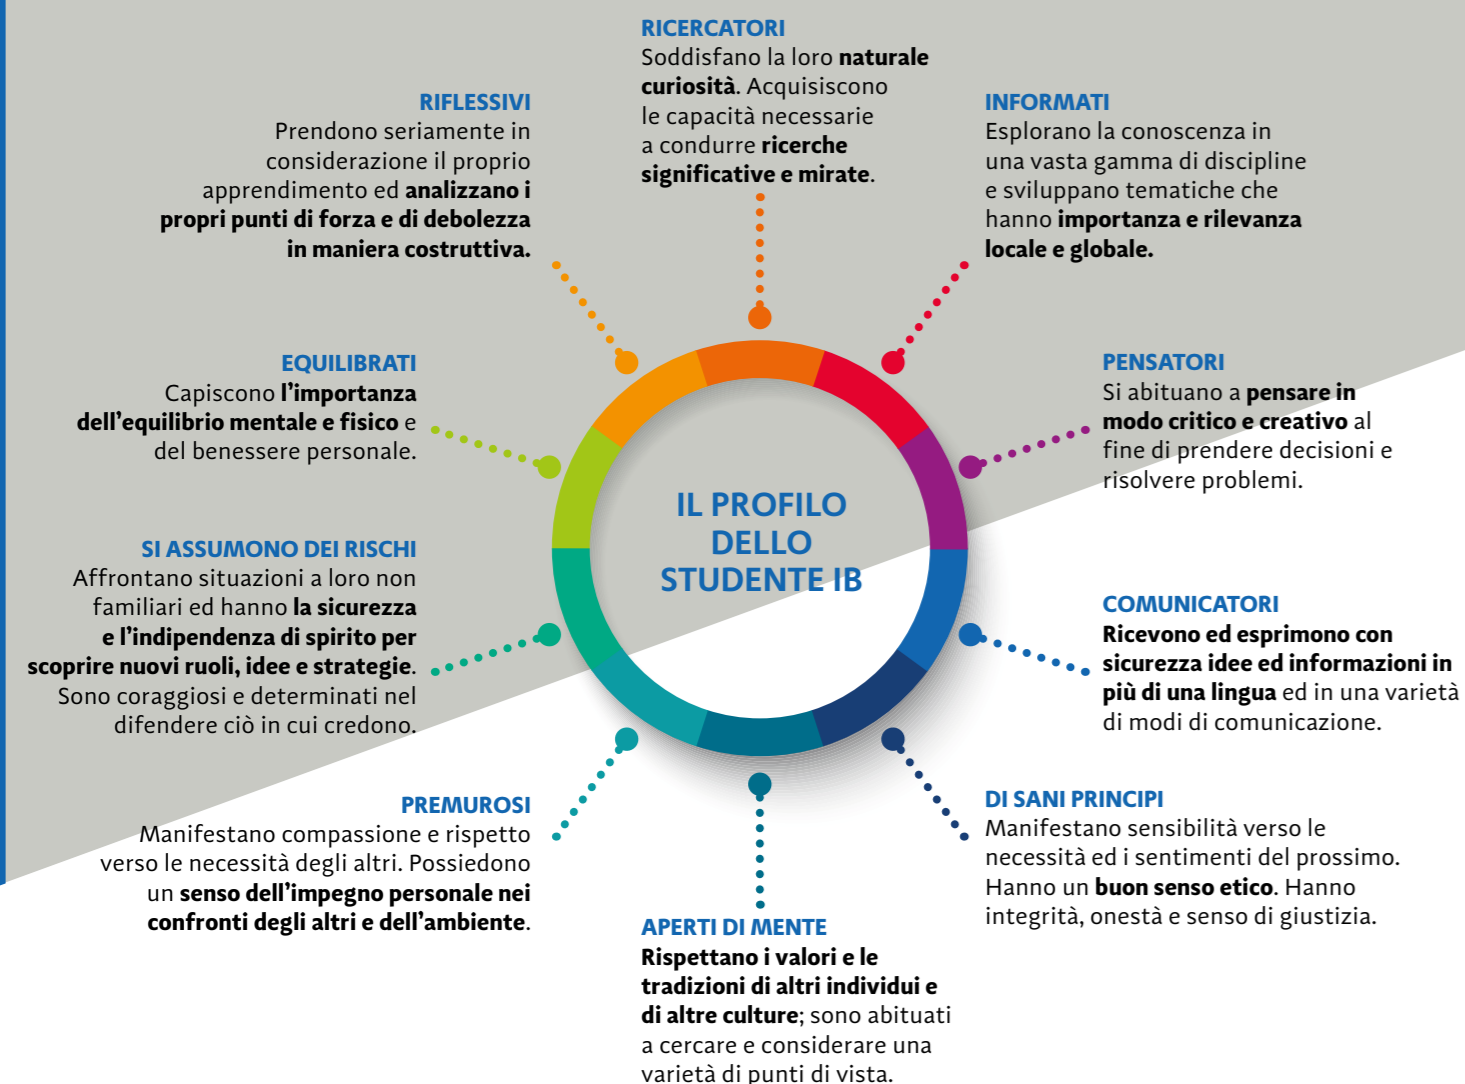 RICERCATORI
Soddisfano la loro naturale
curiosità. Acquisiscono
le capacità necessarie
a condurre ricerche
significative e mirate.
INFORMATI
Esplorano la conoscenza in
una vasta gamma di discipline
e sviluppano tematiche che
hanno importanza e rilevanza
locale e globale.
PENSATORI
Si abituano a pensare in
modo critico e creativo al
fine di prendere decisioni e
risolvere problemi.
COMUNICATORI
Ricevono ed esprimono con
sicurezza idee ed informazioni in
più di una lingua ed in una varietà
di modi di comunicazione.
DI SANI PRINCIPI
Manifestano sensibilità verso le
necessità ed i sentimenti del prossimo.
Hanno un buon senso etico. Hanno
integrità, onestà e senso di giustizia.
APERTI DI MENTE
Rispettano i valori e le
tradizioni di altri individui e
di altre culture; sono abituati
a cercare e considerare una
varietà di punti di vista.
PREMUROSI
Manifestano compassione e rispetto
verso le necessità degli altri. Possiedono
un senso dell'impegno personale nei
confronti degli altri e dell'ambiente.
SI ASSUMONO DEI RISCHI
Affrontano situazioni a loro non
familiari ed hanno la sicurezza
e l'indipendenza di spirito per
scoprire nuovi ruoli, idee e strategie.
Sono coraggiosi e determinati nel
difendere ciò in cui credono.
EQUILIBRATI
Capiscono l'importanza
dell'equilibrio mentale e fisico e
del benessere personale.
RIFLESSIVI
Prendono seriamente in
considerazione il proprio
apprendimento ed analizzano i
propri punti di forza e di debolezza
in maniera costruttiva.
IL PROFILO
DELLO
STUDENTE IB